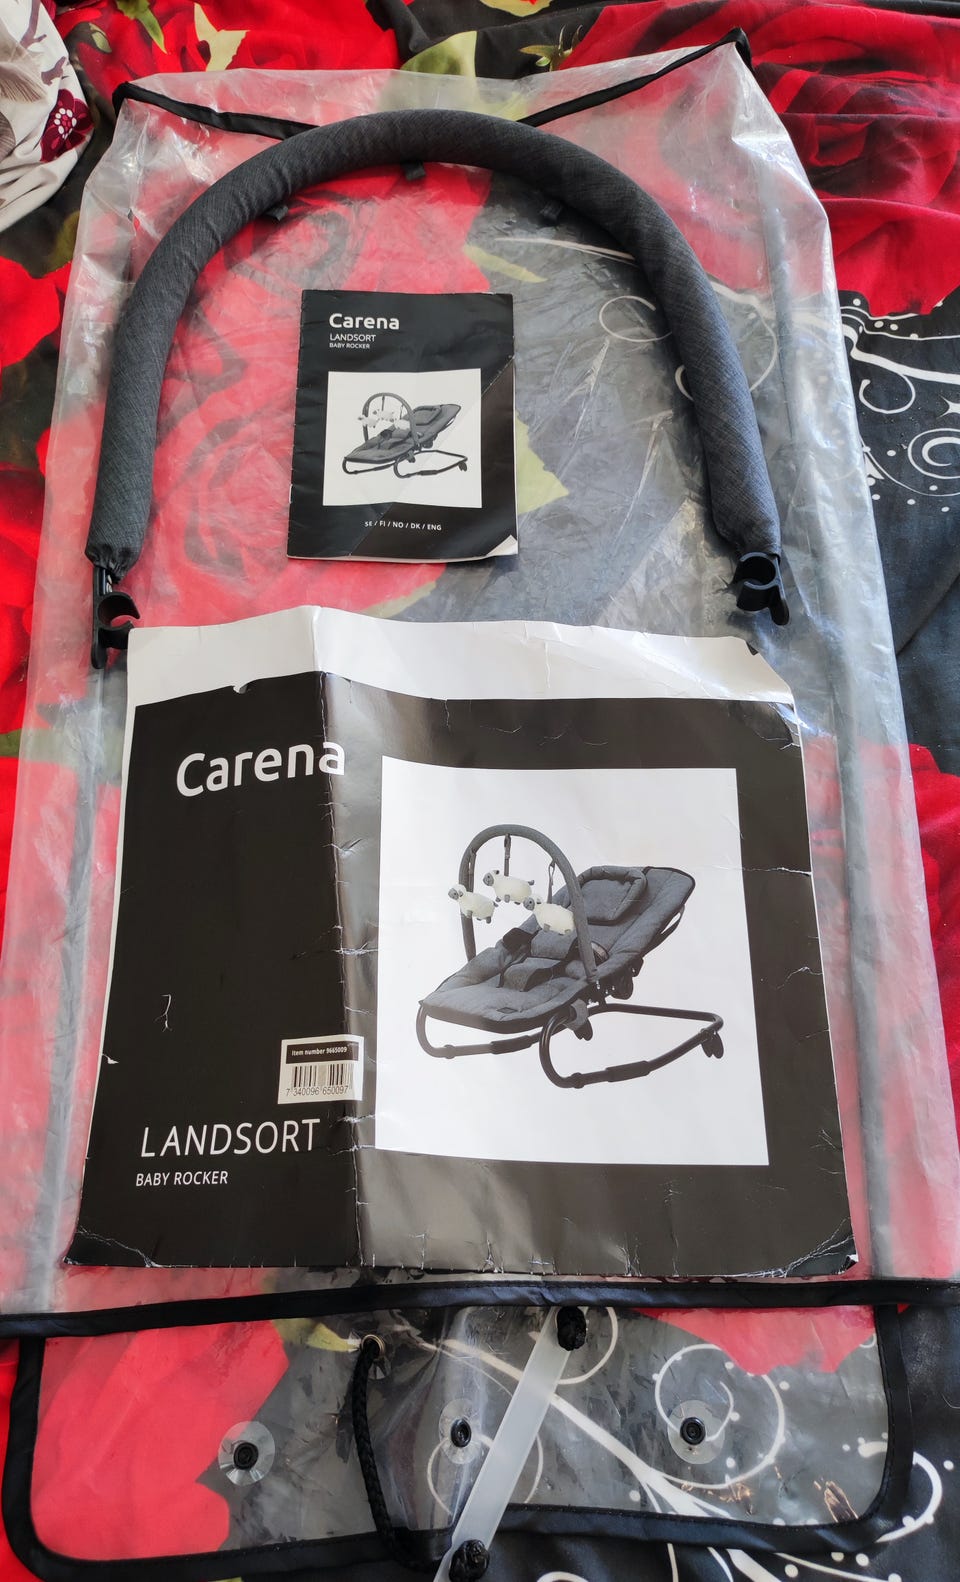 Carena
LANDSORT
BABY ROCKER
SE / FI / NO / DK / ENG
Carena
Item number 9665009
7 340096 650097
LANDSORT
BABY ROCKER